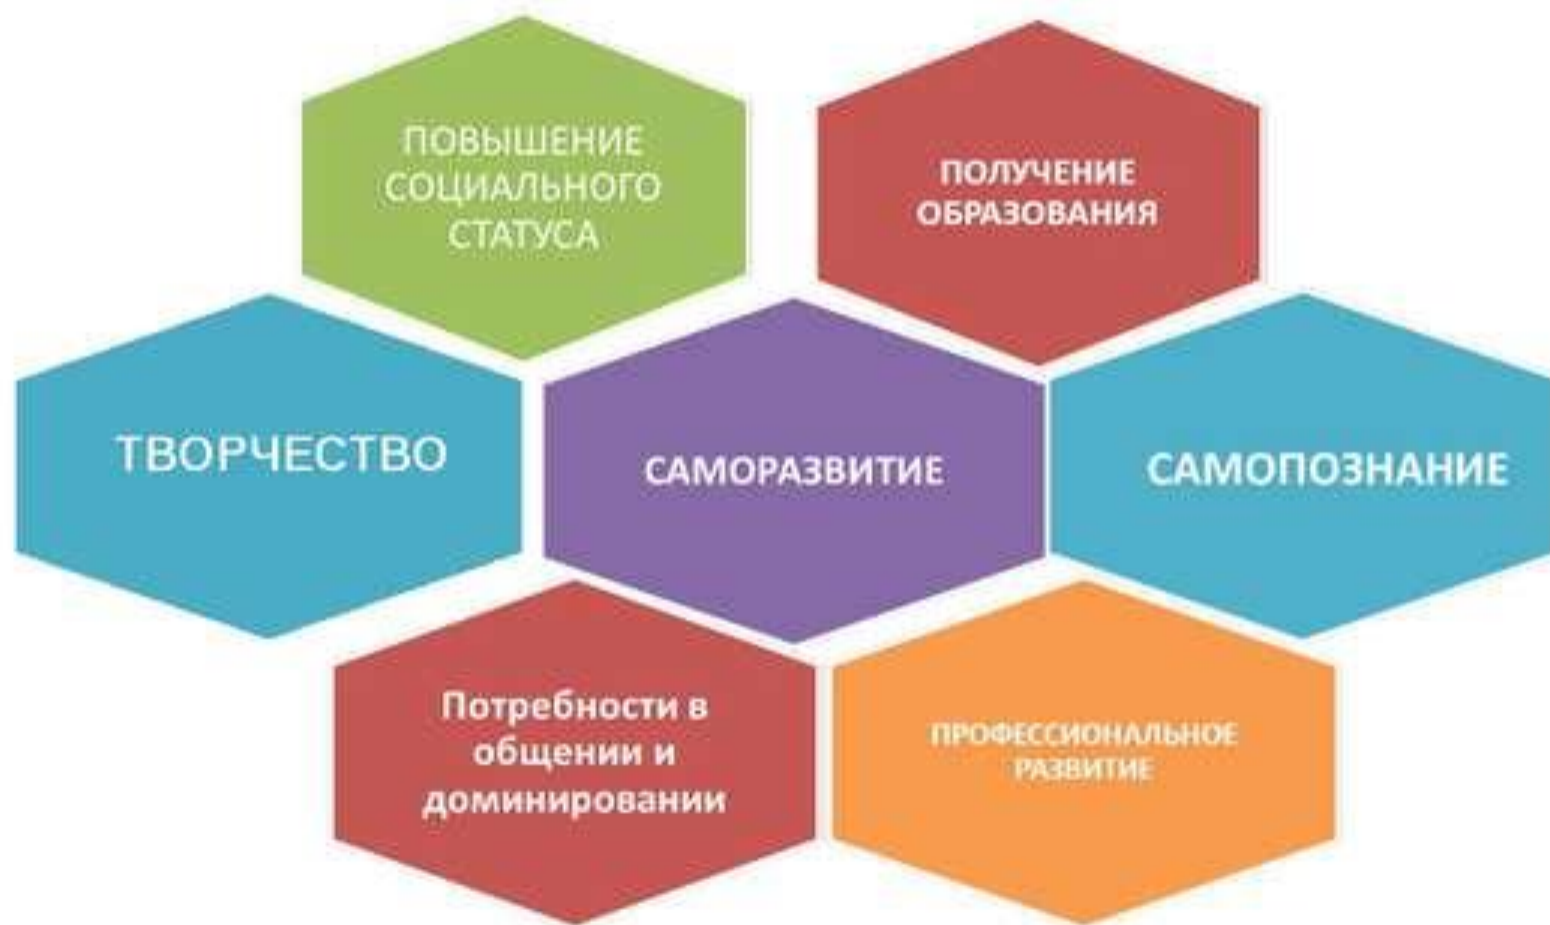 ПОВЫШЕНИЕ
СОЦИАЛЬНОГО
СТАТУСА
ПОЛУЧЕНИЕ
ОБРАЗОВАНИЯ
ТВОРЧЕСТВО
САМОРАЗВИТИЕ
САМОПОЗНАНИЕ
Потребности в
общении и
доминировании
ПРОФЕССИОНАЛЬНОЕ
РАЗВИТИЕ